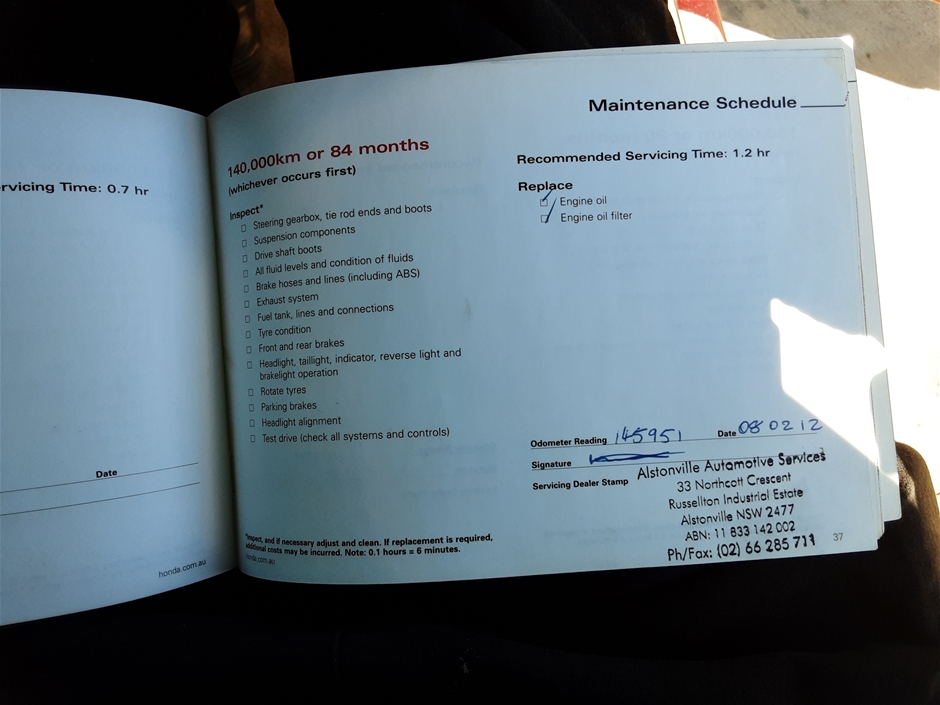 rvicing Time: 0.7 hr
Date
honda.com.au
Maintenance Schedule
140,000km or 84 months
(whichever occurs first)
Inspect*
Steering gearbox, tie rod ends and boots
Suspension components
Drive shaft boots
All fluid levels and condition of fluids
Brake hoses and lines (including ABS)
Exhaust system
Fuel tank, lines and connections
Tyre condition
Front and rear brakes
Headlight, taillight, indicator, reverse light and
brakelight operation
Rotate tyres
Parking brakes
Headlight alignment
Test drive (check all systems and controls)
*Inspect, and if necessary adjust and clean. If replacement is required,
additional costs may be incurred. Note: 0.1 hours = 6 minutes.
honda.com.au
Recommended Servicing Time: 1.2 hr
Replace
Engine oil
Engine oil filter
Odometer Reading 145951 Date 080212
Signature
Servicing Dealer Stamp
Alstonville Automotive Services
33 Northcott Crescent
Russellton Industrial Estate
Alstonville NSW 2477
ABN: 11 833 142 002
Ph/Fax: (02) 66 285 711
37